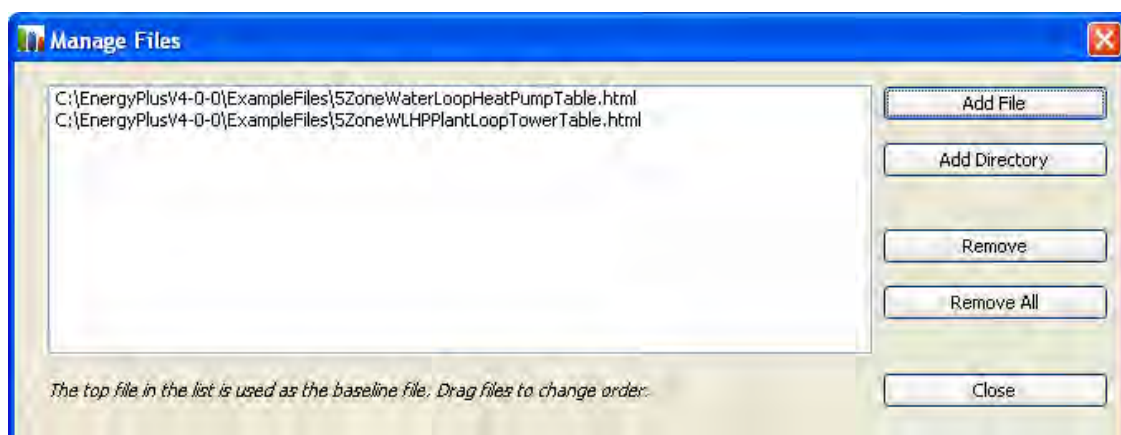 Manage Files
C:\EnergyPlusV4-0-0\ExampleFiles\5ZoneWaterLoopHeatPumpTable.html
C:\EnergyPlusV4-0-0\ExampleFiles\5ZoneWLHPPlantLoopTowerTable.html
Add File
Add Directory
Remove
Remove All
The top file in the list is used as the baseline file. Drag files to change order.
Close